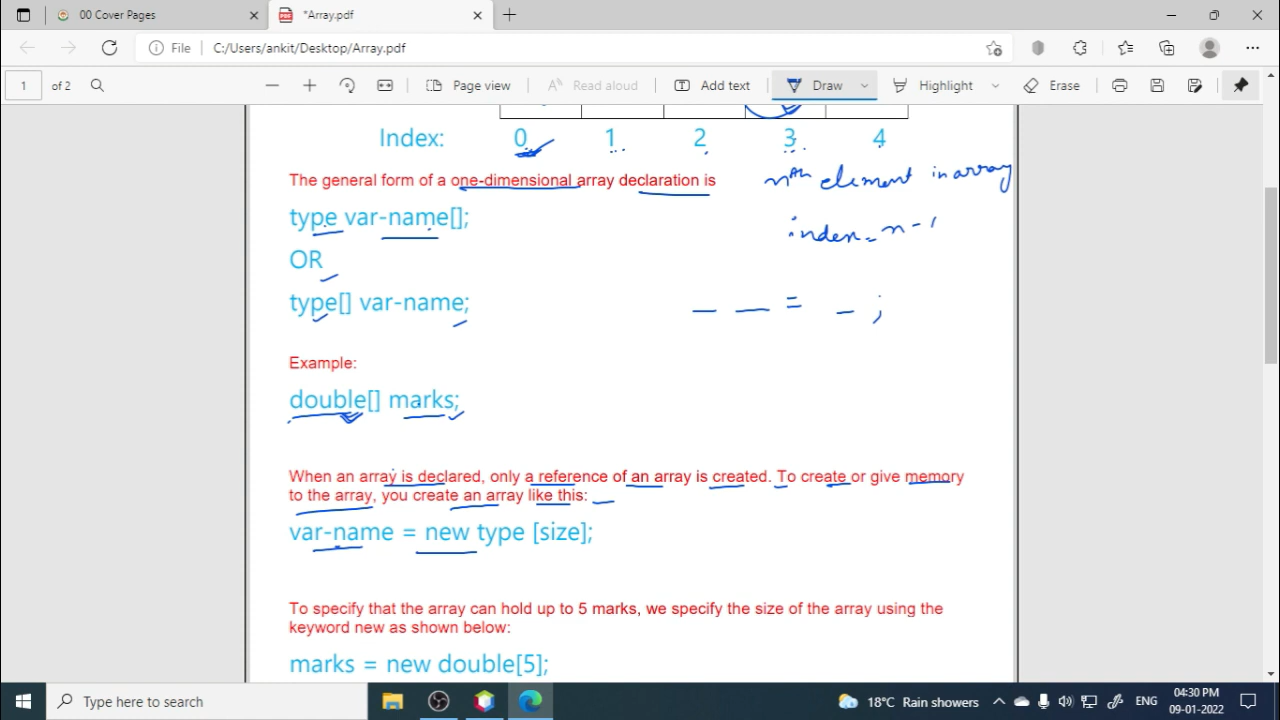 00 Cover Pages
*Array.pdf
File
C:/Users/ankit/Desktop/Array.pdf
1 of 2
Page view
Read aloud
Add text
Draw
Highlight
Erase
Index: 0 1 2 3 4
The general form of a one-dimensional array declaration is
nth element in array
type var-name[];
index = n - 1
OR
type[] var-name;
_ _ = _ ;
Example:
double[] marks;
When an array is declared, only a reference of an array is created. To create or give memory
to the array, you create an array like this:
var-name = new type [size];
To specify that the array can hold up to 5 marks, we specify the size of the array using the
keyword new as shown below:
marks = new double[5];
Type here to search
18°C Rain showers
ENG
04:30 PM
09-01-2022